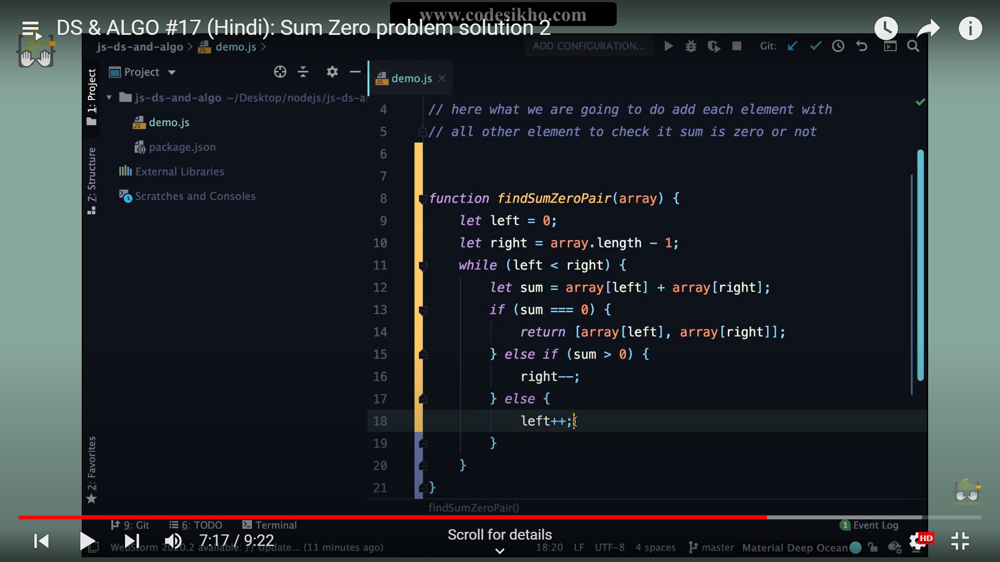 www.codesikho.com
DS & ALGO #17 (Hindi): Sum Zero problem solution 2
js-ds-and-algo > demo.js >
ADD CONFIGURATION...
Git:
1: Project
Project
demo.js
js-ds-and-algo ~/Desktop/nodejs/js-ds-a
demo.js
package.json
External Libraries
Scratches and Consoles
Z: Structure
2: Favorites
4 // here what we are going to do add each element with
5 // all other element to check it sum is zero or not
6
7
8 function findSumZeroPair(array) {
9 let left = 0;
10 let right = array.length - 1;
11 while (left < right) {
12 let sum = array[left] + array[right];
13 if (sum === 0) {
14 return [array[left], array[right]];
15 } else if (sum > 0) {
16 right--;
17 } else {
18 left++;
19 }
20 }
21 }
findSumZeroPair()
9: Git
6: TODO
Terminal
1 Event Log
7:17 / 9:22
Scroll for details
HD
WebStorm 2020.2 available: // Update... (11 minutes ago)
18:20 LF UTF-8 4 spaces master Material Deep Ocean
CODE SIKHO